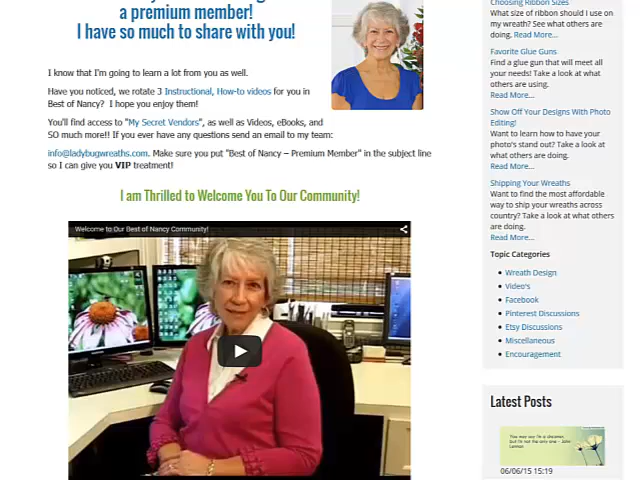 a premium member!
I have so much to share with you!
I know that I'm going to learn a lot from you as well.
Have you noticed, we rotate 3 Instructional, How-to videos for you in
Best of Nancy? I hope you enjoy them!
You'll find access to "My Secret Vendors", as well as Videos, eBooks, and
SO much more!! If you ever have any questions send an email to my team:
info@ladybugwreaths.com. Make sure you put "Best of Nancy – Premium Member" in the subject line
so I can give you VIP treatment!
I am Thrilled to Welcome You To Our Community!
Welcome to Our Best of Nancy Community!
Choosing Ribbon Sizes
What size of ribbon should I use on
my wreath? See what others are
doing. Read More...
Favorite Glue Guns
Find a glue gun that will meet all
your needs! Take a look at what
others are using.
Read More...
Show Off Your Designs With Photo
Editing!
Want to learn how to have your
photo's stand out? Take a look at
what others are doing.
Read More...
Shipping Your Wreaths
Want to find the most affordable
way to ship your wreaths across
country? Take a look at what others
are doing.
Read More...
Topic Categories
Wreath Design
Video's
Facebook
Pinterest Discussions
Etsy Discussions
Miscellaneous
Encouragement
Latest Posts
06/06/15 15:19